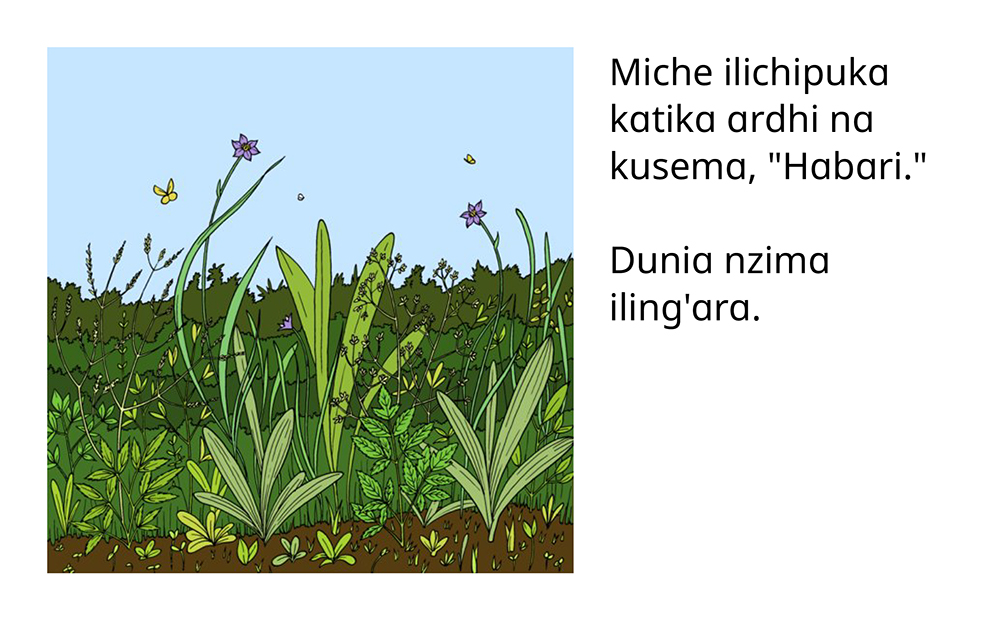 Miche ilichipuka
katika ardhi na
kusema, "Habari."
Dunia nzima
iling'ara.